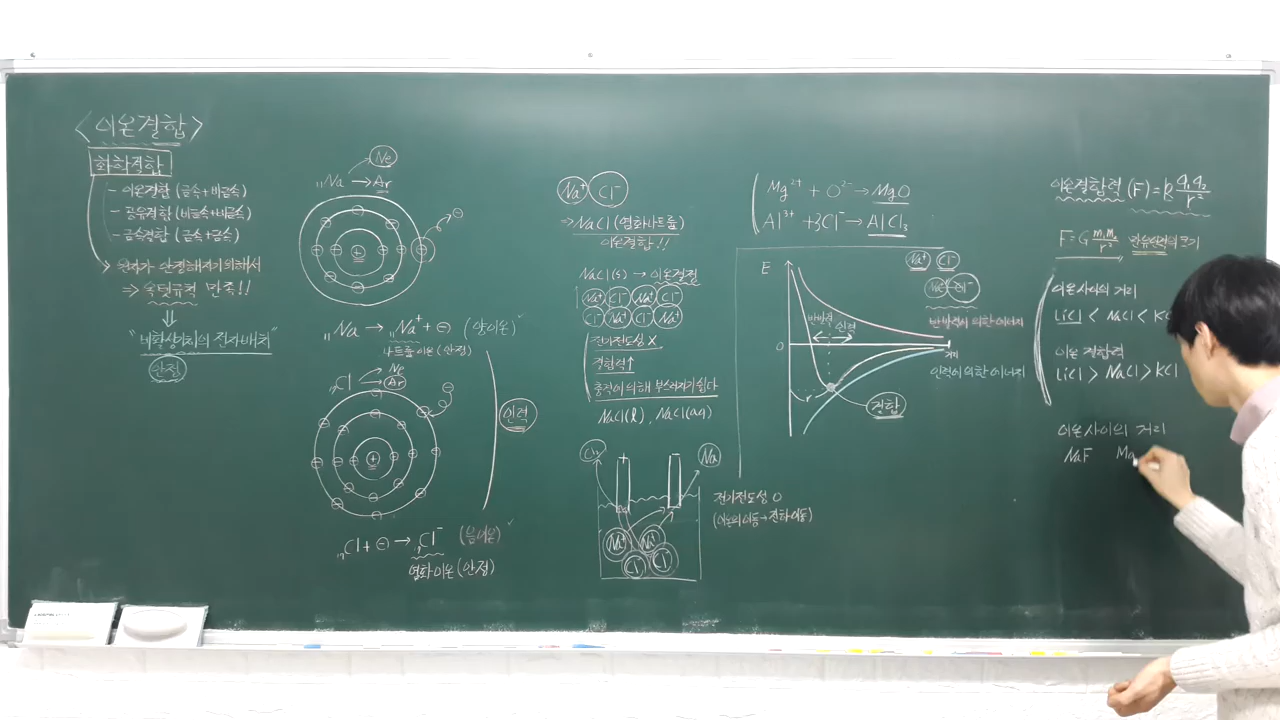 <이온결합>
화학결합
- 이온결합 (금속+비금속)
- 공유결합 (비금속+비금속)
- 금속결합 (금속+금속)
원자가 안정해지기위해서
⇒ 옥텟규칙 만족!!
⇓
"비활성기체의 전자배치"
안정
Ne
₁₁Na → Ar
Na → ₁₁Na⁺ + ⊖ (양이온)
나트륨이온 (안정)
Ne
₁₇Cl → Ar
인력
₁₇Cl + ⊖ → ₁₇Cl⁻ (음이온)
염화이온 (안정)
Na⁺ Cl⁻
⇒ NaCl (염화나트륨)
이온결합!!
NaCl(s) → 이온결정
Na⁺ Cl⁻ Na⁺ Cl⁻
Cl⁻ Na⁺ Cl⁻ Na⁺
전기전도성 X
결합력↑
충격에 의해 부스러지기쉽다
NaCl(l), NaCl(aq)
Cl₂ + - Na
Na⁺ Na⁺
Cl⁻ Cl⁻
전기전도성 O
(이온의 이동 → 전하 이동)
Mg²⁺ + O²⁻ → MgO
Al³⁺ + 3Cl⁻ → AlCl₃
E
0
반발력 인력
r
결합
거리
Na⁺ Cl⁻
Na⁺ Cl⁻
반발력에 의한 에너지
인력에 의한 에너지
이온결합력 (F) = k q₁q₂/r²
F = G m₁m₂/r² 만유인력의 크기
이온 사이의 거리
LiCl < NaCl < KCl
이온 결합력
LiCl > NaCl > KCl
이온사이의 거리
NaF Mg